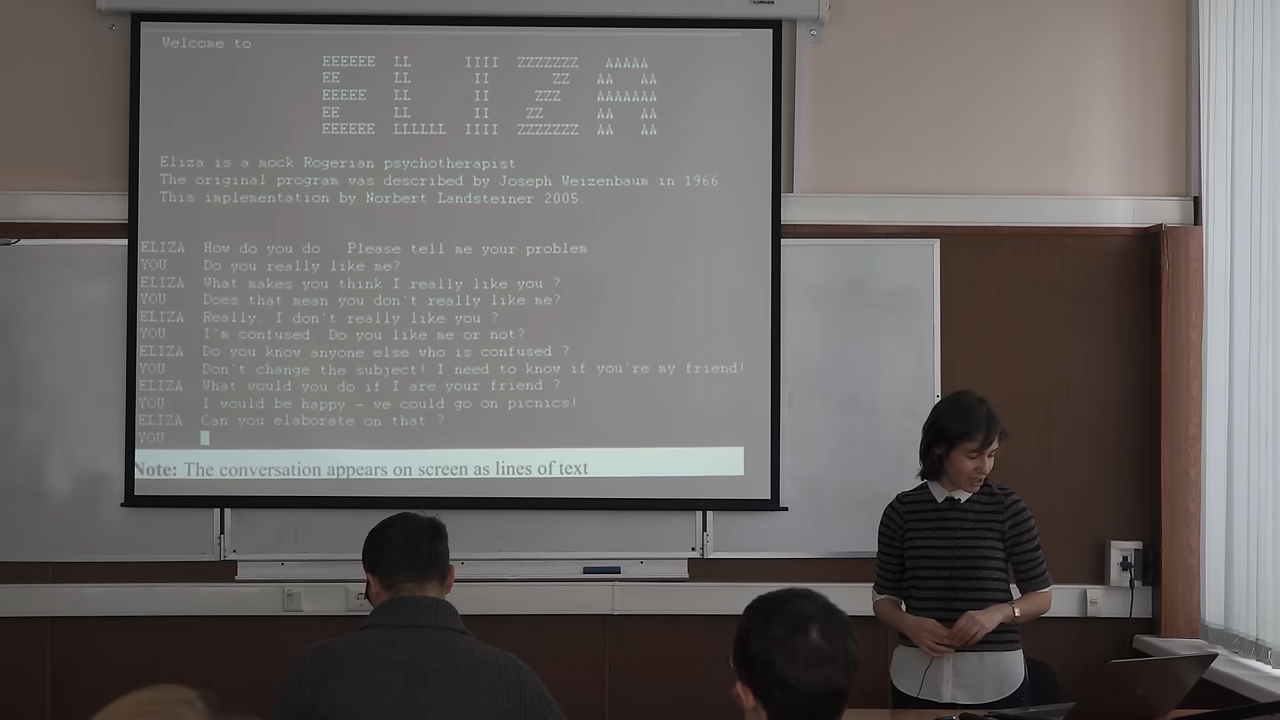 Welcome to
EEEEEE LL IIII ZZZZZZZ AAAAA
EE LL II ZZ AA AA
EEEEE LL II ZZZ AAAAAAA
EE LL II ZZ AA AA
EEEEEE LLLLLL IIII ZZZZZZZ AA AA
Eliza is a mock Rogerian psychotherapist
The original program was described by Joseph Weizenbaum in 1966
This implementation by Norbert Landsteiner 2005.
ELIZA How do you do Please tell me your problem
YOU Do you really like me?
ELIZA What makes you think I really like you ?
YOU Does that mean you don't really like me?
ELIZA Really, I don't really like you ?
YOU I'm confused Do you like me or not?
ELIZA Do you know anyone else who is confused ?
YOU Don't change the subject! I need to know if you're my friend!
ELIZA What would you do if I are your friend ?
YOU I would be happy - we could go on picnics!
ELIZA Can you elaborate on that ?
YOU
Note: The conversation appears on screen as lines of text